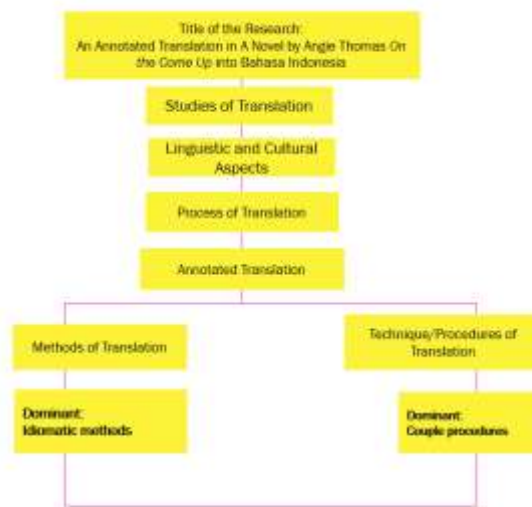 Title of the Research:
An Annotated Translation in A Novel by Angie Thomas On
the Come Up into Bahasa Indonesia
Studies of Translation
Linguistic and Cultural
Aspects
Process of Translation
Annotated Translation
Methods of Translation
Technique/Procedures of
Translation
Dominant:
Idiomatic methods
Dominant:
Couple procedures